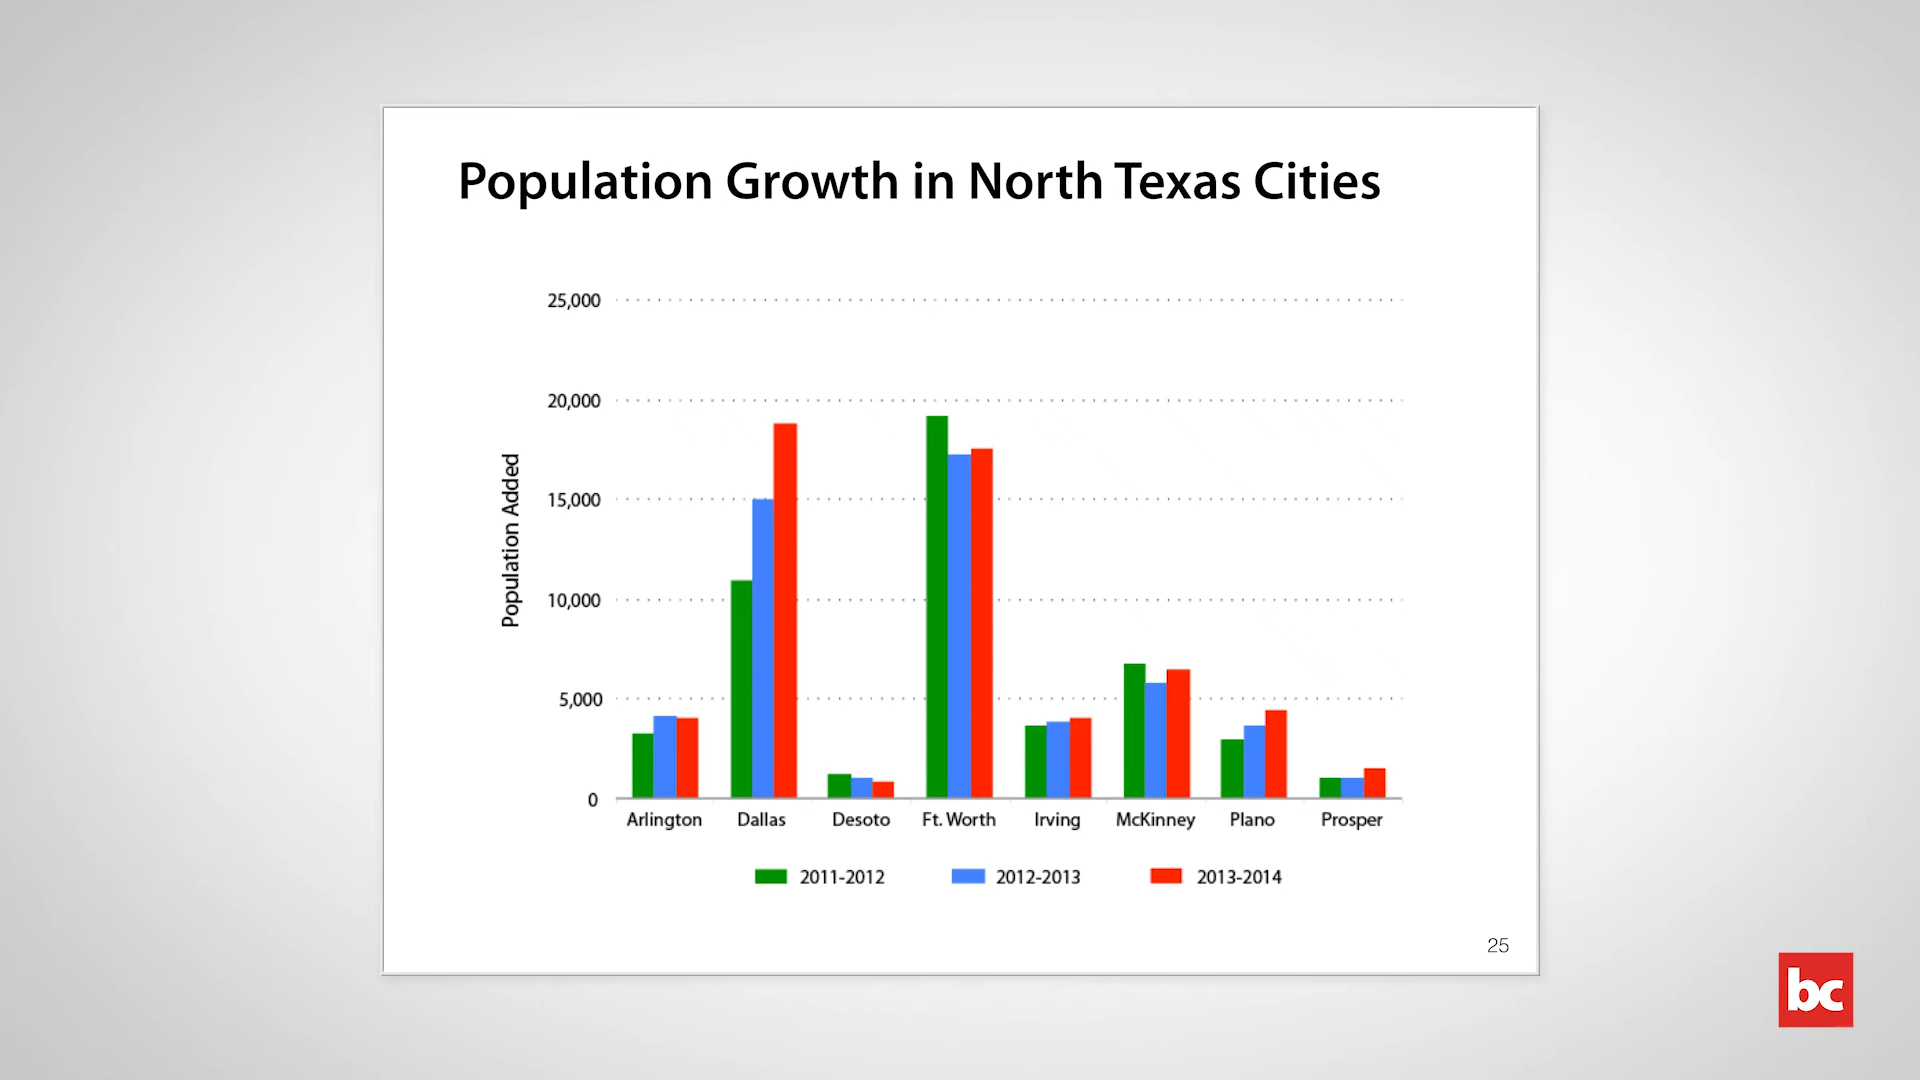 Population Growth in North Texas Cities
25,000
20,000
15,000
10,000
5,000
0
Population Added
Arlington Dallas Desoto Ft. Worth Irving McKinney Plano Prosper
2011-2012 2012-2013 2013-2014
25
bc